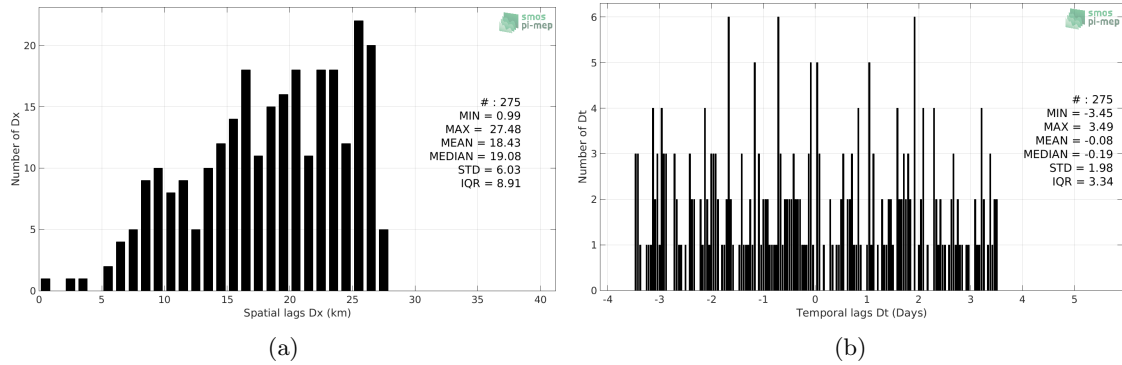 20
15
10
5
0
Number of Dx
0 5 10 15 20 25 30 35 40
Spatial lags Dx (km)
smos
pi-mep
# : 275
MIN = 0.99
MAX = 27.48
MEAN = 18.43
MEDIAN = 19.08
STD = 6.03
IQR = 8.91
(a)
6
5
4
3
2
1
0
Number of Dt
-4 -3 -2 -1 0 1 2 3 4 5
Temporal lags Dt (Days)
smos
pi-mep
# : 275
MIN = -3.45
MAX = 3.49
MEAN = -0.08
MEDIAN = -0.19
STD = 1.98
IQR = 3.34
(b)